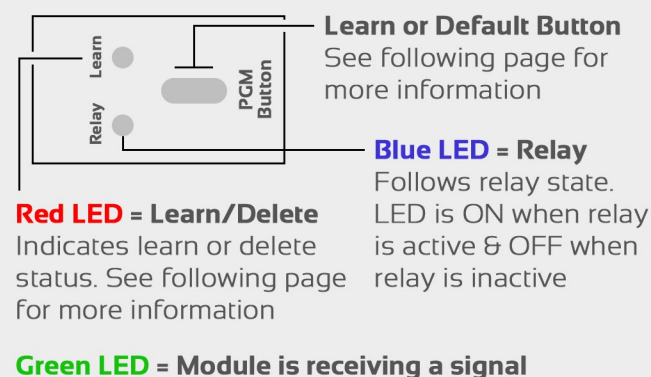 Learn
Relay
PGM
Button
Learn or Default Button
See following page for
more information
Blue LED = Relay
Follows relay state.
LED is ON when relay
is active & OFF when
relay is inactive
Red LED = Learn/Delete
Indicates learn or delete
status. See following page
for more information
Green LED = Module is receiving a signal